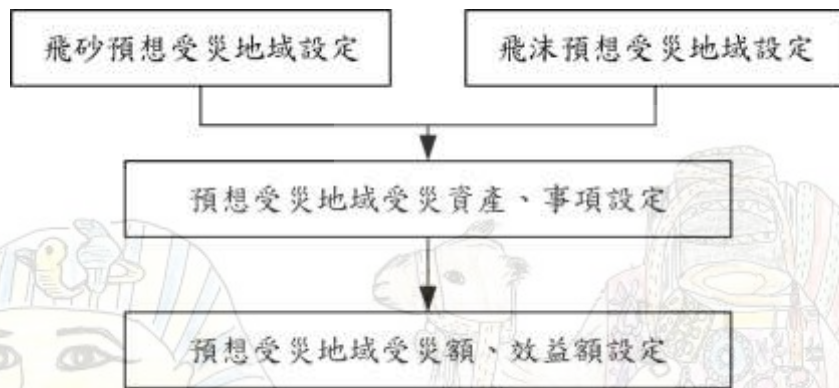 飛砂預想受災地域設定
飛沫預想受災地域設定
預想受災地域受災資產、事項設定
預想受災地域受災額、效益額設定